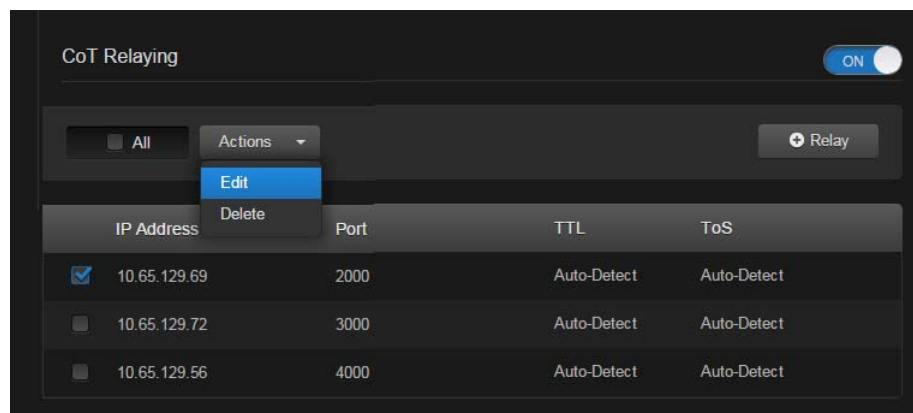 CoT Relaying
ON
All Actions Relay
Edit
Delete
IP Address Port TTL ToS
10.65.129.69 2000 Auto-Detect Auto-Detect
10.65.129.72 3000 Auto-Detect Auto-Detect
10.65.129.56 4000 Auto-Detect Auto-Detect